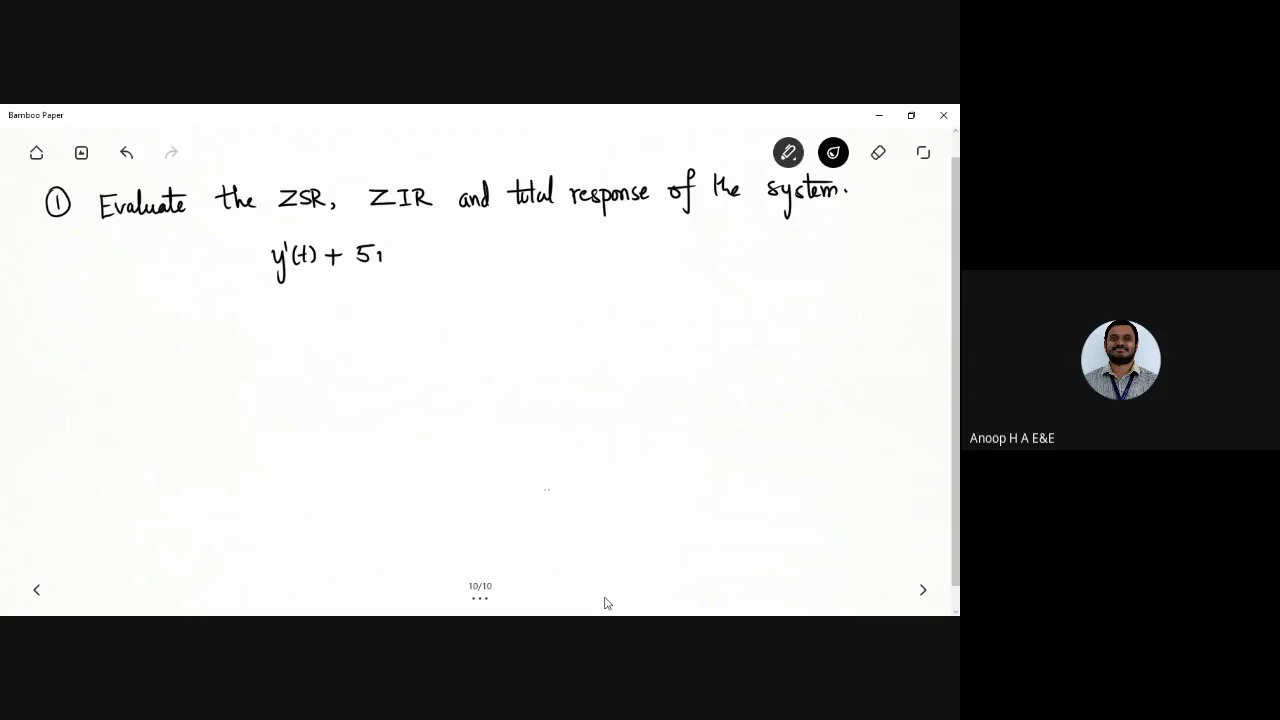 Bamboo Paper
① Evaluate the ZSR, ZIR and total response of the system.
y'(t) + 5
10/10
Anoop H A E&E